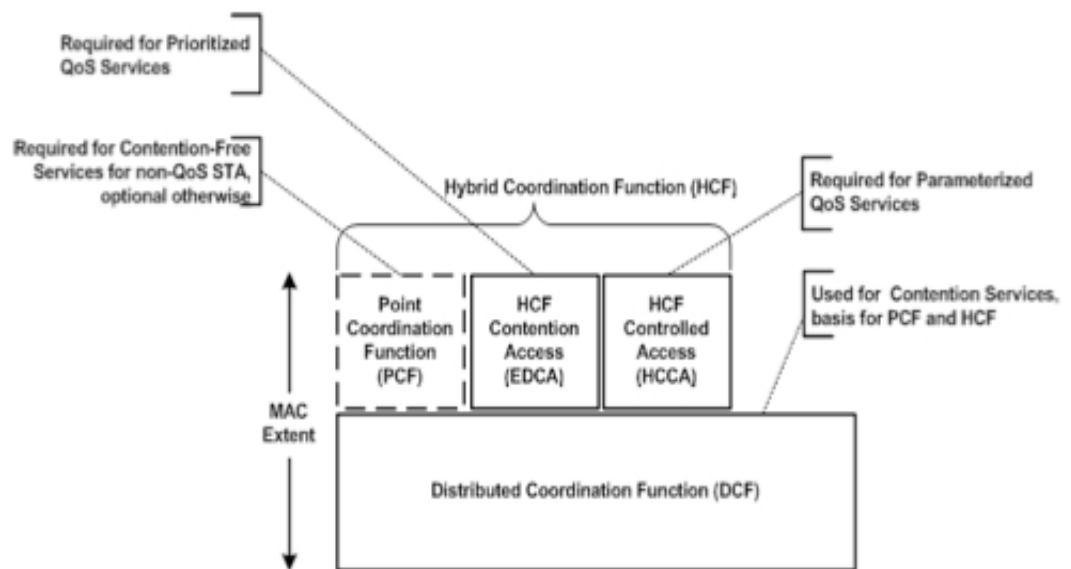 Required for Prioritized
QoS Services
Required for Contention-Free
Services for non-QoS STA,
optional otherwise
Hybrid Coordination Function (HCF)
Required for Parameterized
QoS Services
Used for Contention Services,
basis for PCF and HCF
MAC
Extent
Point
Coordination
Function
(PCF)
HCF
Contention
Access
(EDCA)
HCF
Controlled
Access
(HCCA)
Distributed Coordination Function (DCF)